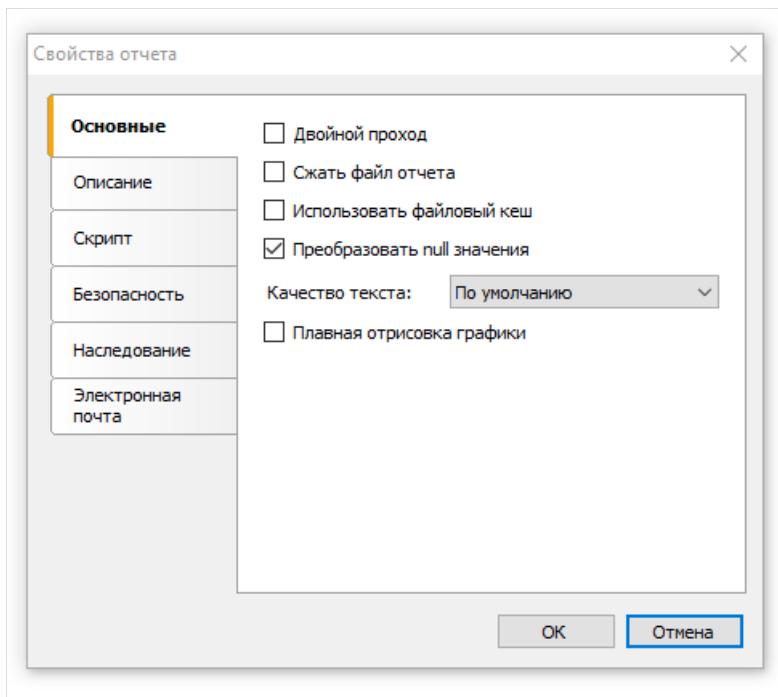 Свойства отчета
Основные
Описание
Скрипт
Безопасность
Наследование
Электронная
почта
Двойной проход
Сжать файл отчета
Использовать файловый кеш
Преобразовать null значения
Качество текста: По умолчанию
Плавная отрисовка графики
ОК Отмена